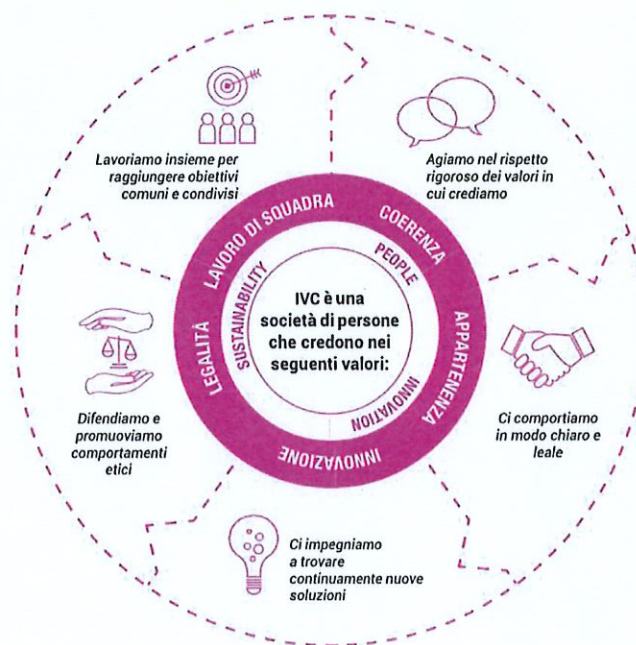 Lavoriamo insieme per
raggiungere obiettivi
comuni e condivisi
Agiamo nel rispetto
rigoroso dei valori in
cui crediamo
LAVORO DI SQUADRA
COERENZA
SUSTAINABILITY
PEOPLE
IVC è una
società di persone
che credono nei
seguenti valori:
LEGALITÀ
APPARTENENZA
INNOVATION
INNOVAZIONE
Difendiamo e
promuoviamo
comportamenti
etici
Ci comportiamo
in modo chiaro e
leale
Ci impegniamo
a trovare
continuamente nuove
soluzioni